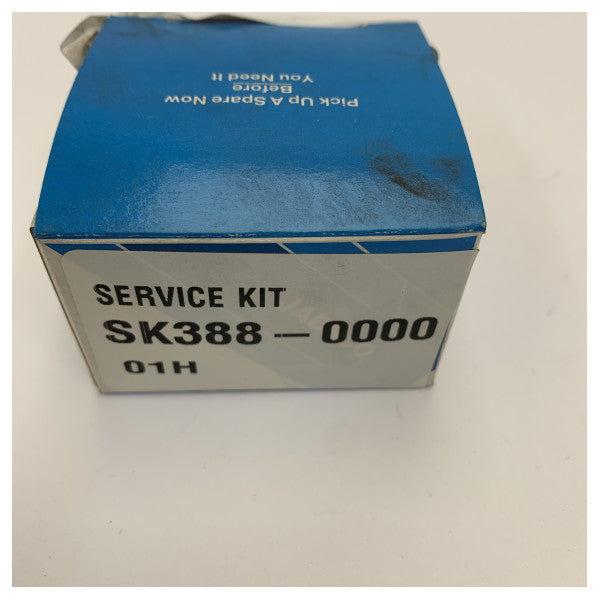 Pick Up A Spare Now
Before
You Need It
SERVICE KIT
SK388-0000
01H